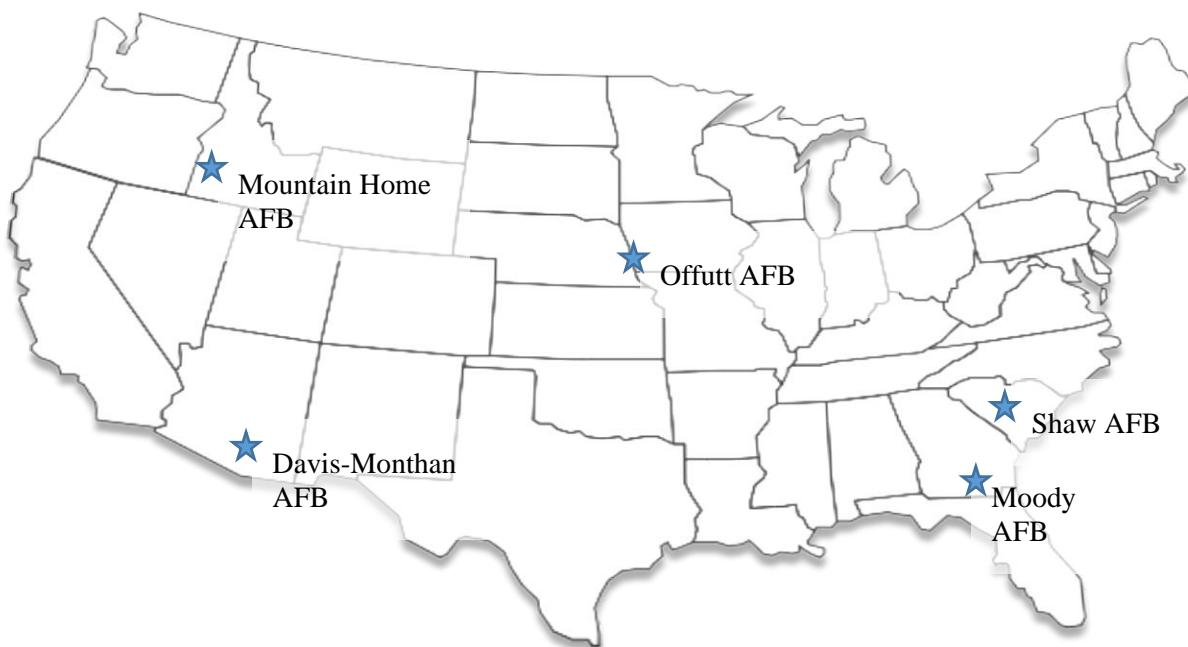 Mountain Home
AFB
Offutt AFB
Shaw AFB
Davis-Monthan
AFB
Moody
AFB